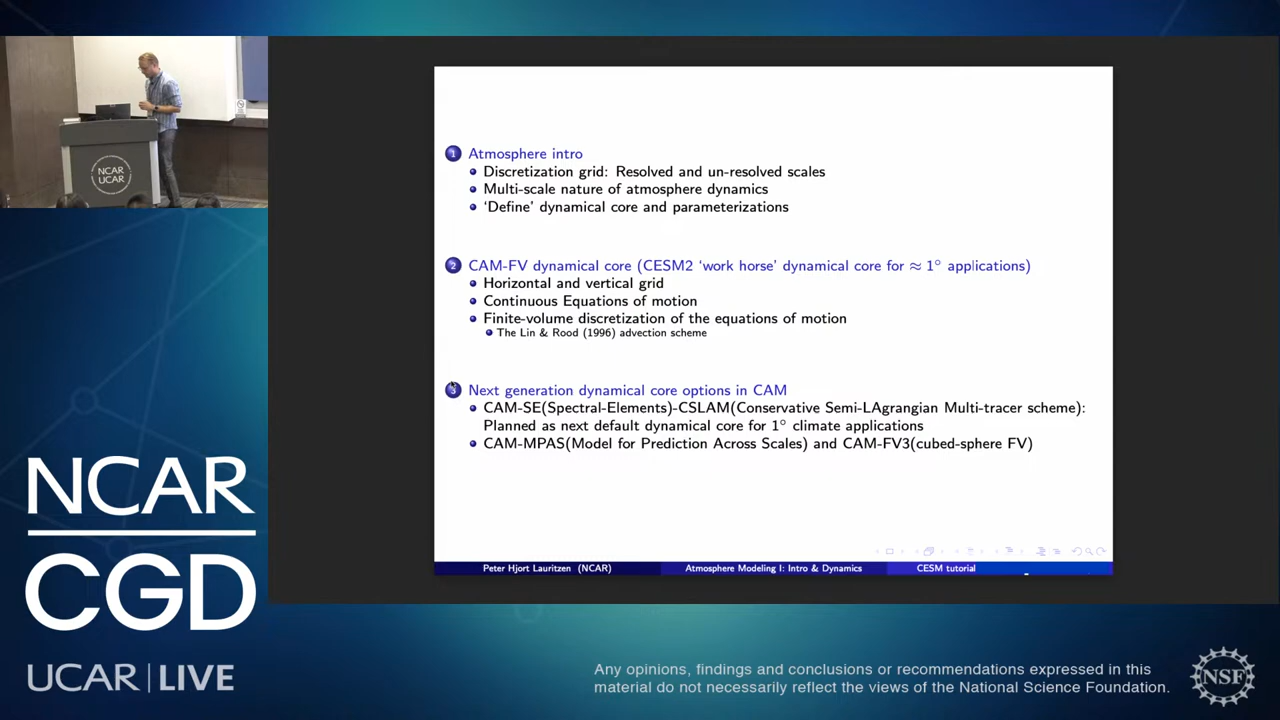 NCAR
UCAR
1 Atmosphere intro
Discretization grid: Resolved and un-resolved scales
Multi-scale nature of atmosphere dynamics
‘Define’ dynamical core and parameterizations
2 CAM-FV dynamical core (CESM2 ‘work horse’ dynamical core for ≈ 1° applications)
Horizontal and vertical grid
Continuous Equations of motion
Finite-volume discretization of the equations of motion
The Lin & Rood (1996) advection scheme
3 Next generation dynamical core options in CAM
CAM-SE(Spectral-Elements)-CSLAM(Conservative Semi-LAgrangian Multi-tracer scheme):
Planned as next default dynamical core for 1° climate applications
CAM-MPAS(Model for Prediction Across Scales) and CAM-FV3(cubed-sphere FV)
Peter Hjort Lauritzen (NCAR) Atmosphere Modeling I: Intro & Dynamics CESM tutorial
NCAR
CGD
UCAR | LIVE
Any opinions, findings and conclusions or recommendations expressed in this
material do not necessarily reflect the views of the National Science Foundation.
NSF